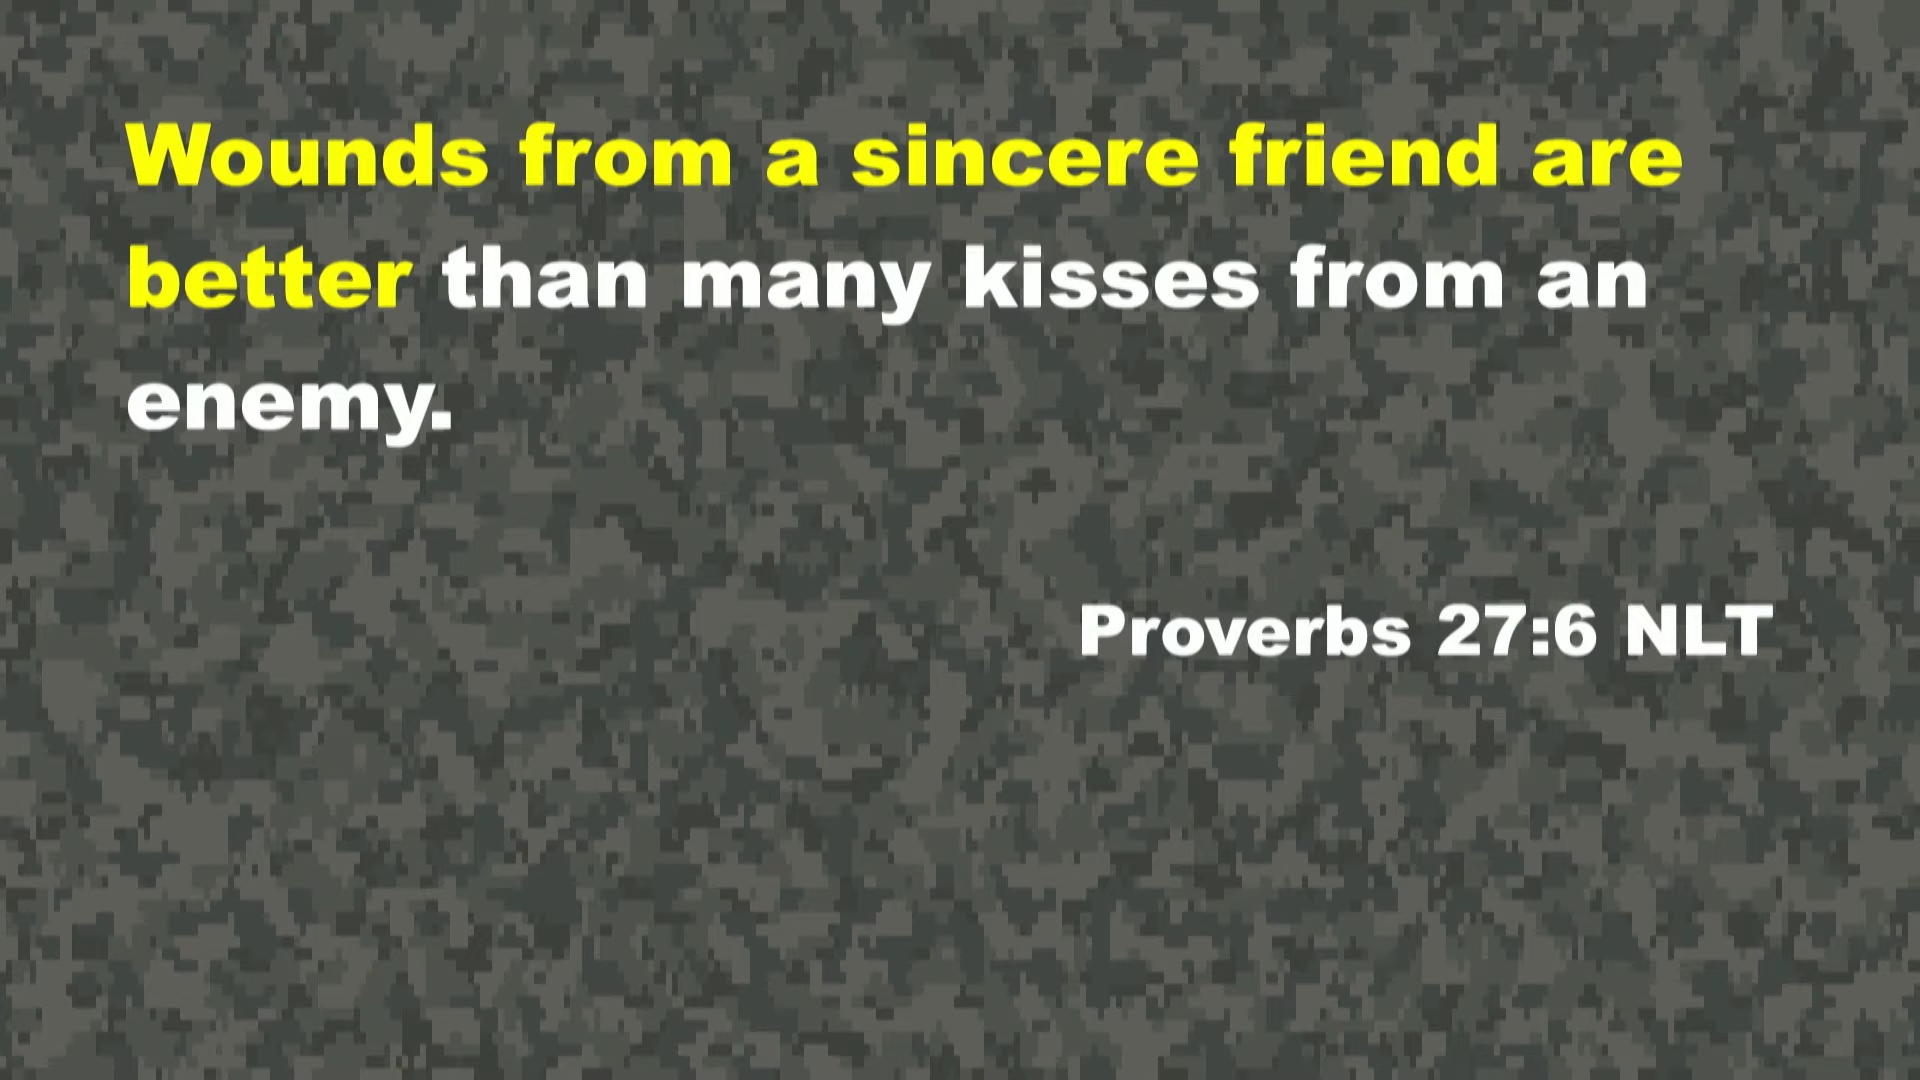 Wounds from a sincere friend are
better than many kisses from an
enemy.
Proverbs 27:6 NLT